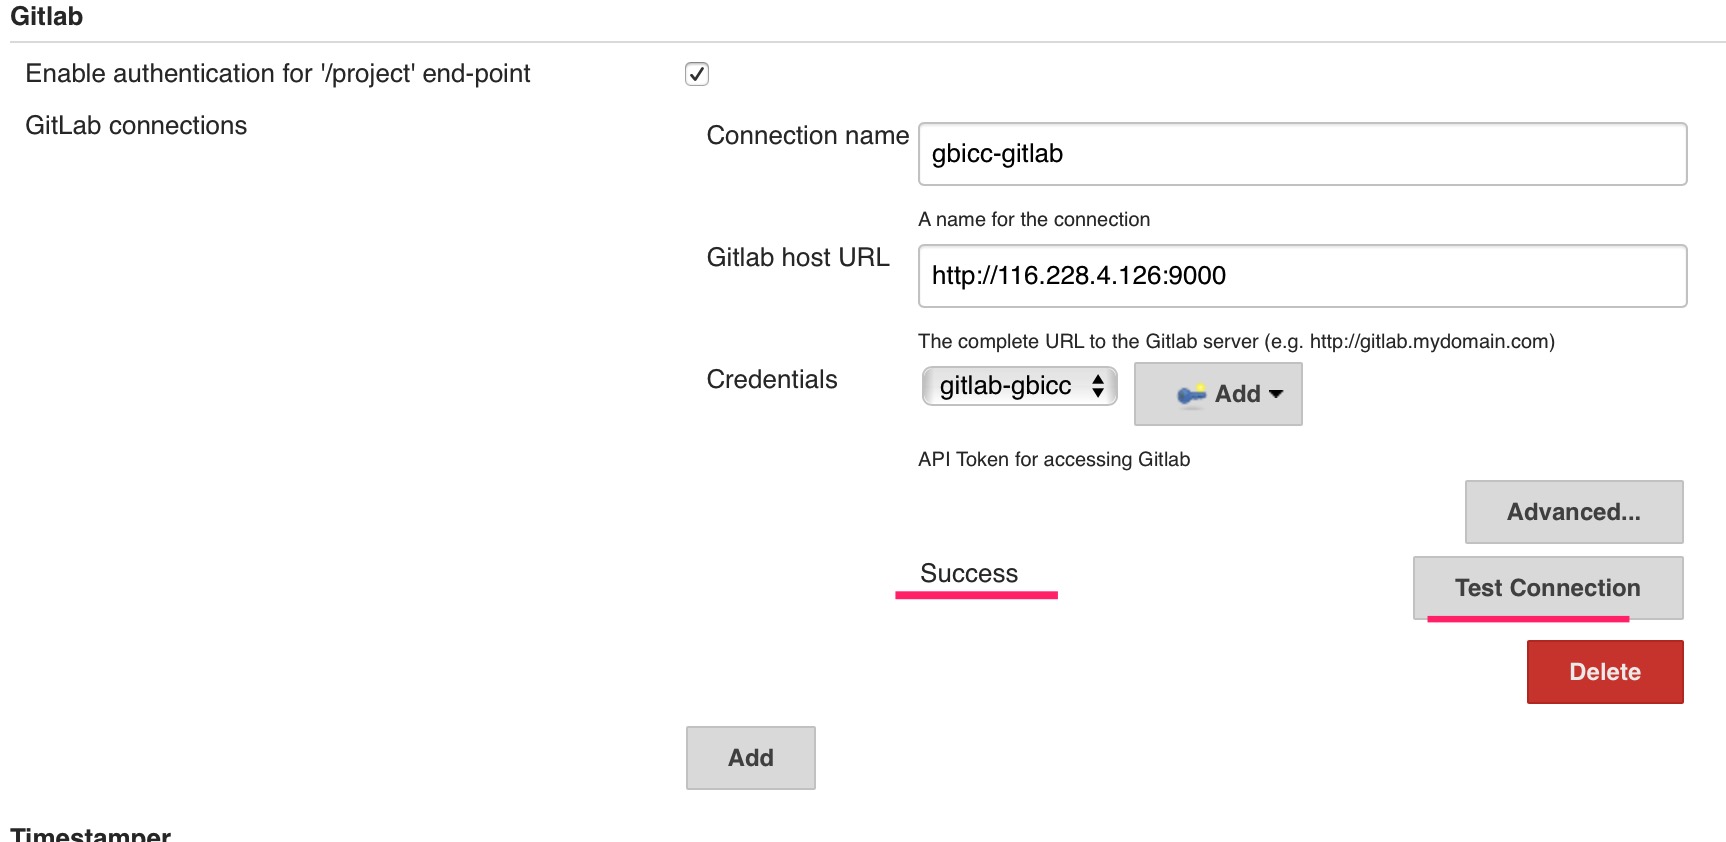 Gitlab
Enable authentication for '/project' end-point
GitLab connections
Connection name
gbicc-gitlab
A name for the connection
Gitlab host URL
http://116.228.4.126:9000
The complete URL to the Gitlab server (e.g. http://gitlab.mydomain.com)
Credentials
gitlab-gbicc
Add
API Token for accessing Gitlab
Advanced...
Success
Test Connection
Delete
Add
Timestamper